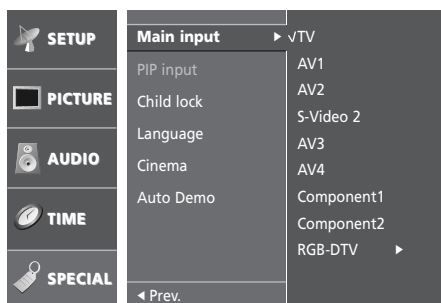 SETUP
PICTURE
AUDIO
TIME
SPECIAL
Main input ▶
PIP input
Child lock
Language
Cinema
Auto Demo
◀ Prev.
√TV
AV1
AV2
S-Video 2
AV3
AV4
Component1
Component2
RGB-DTV ▶